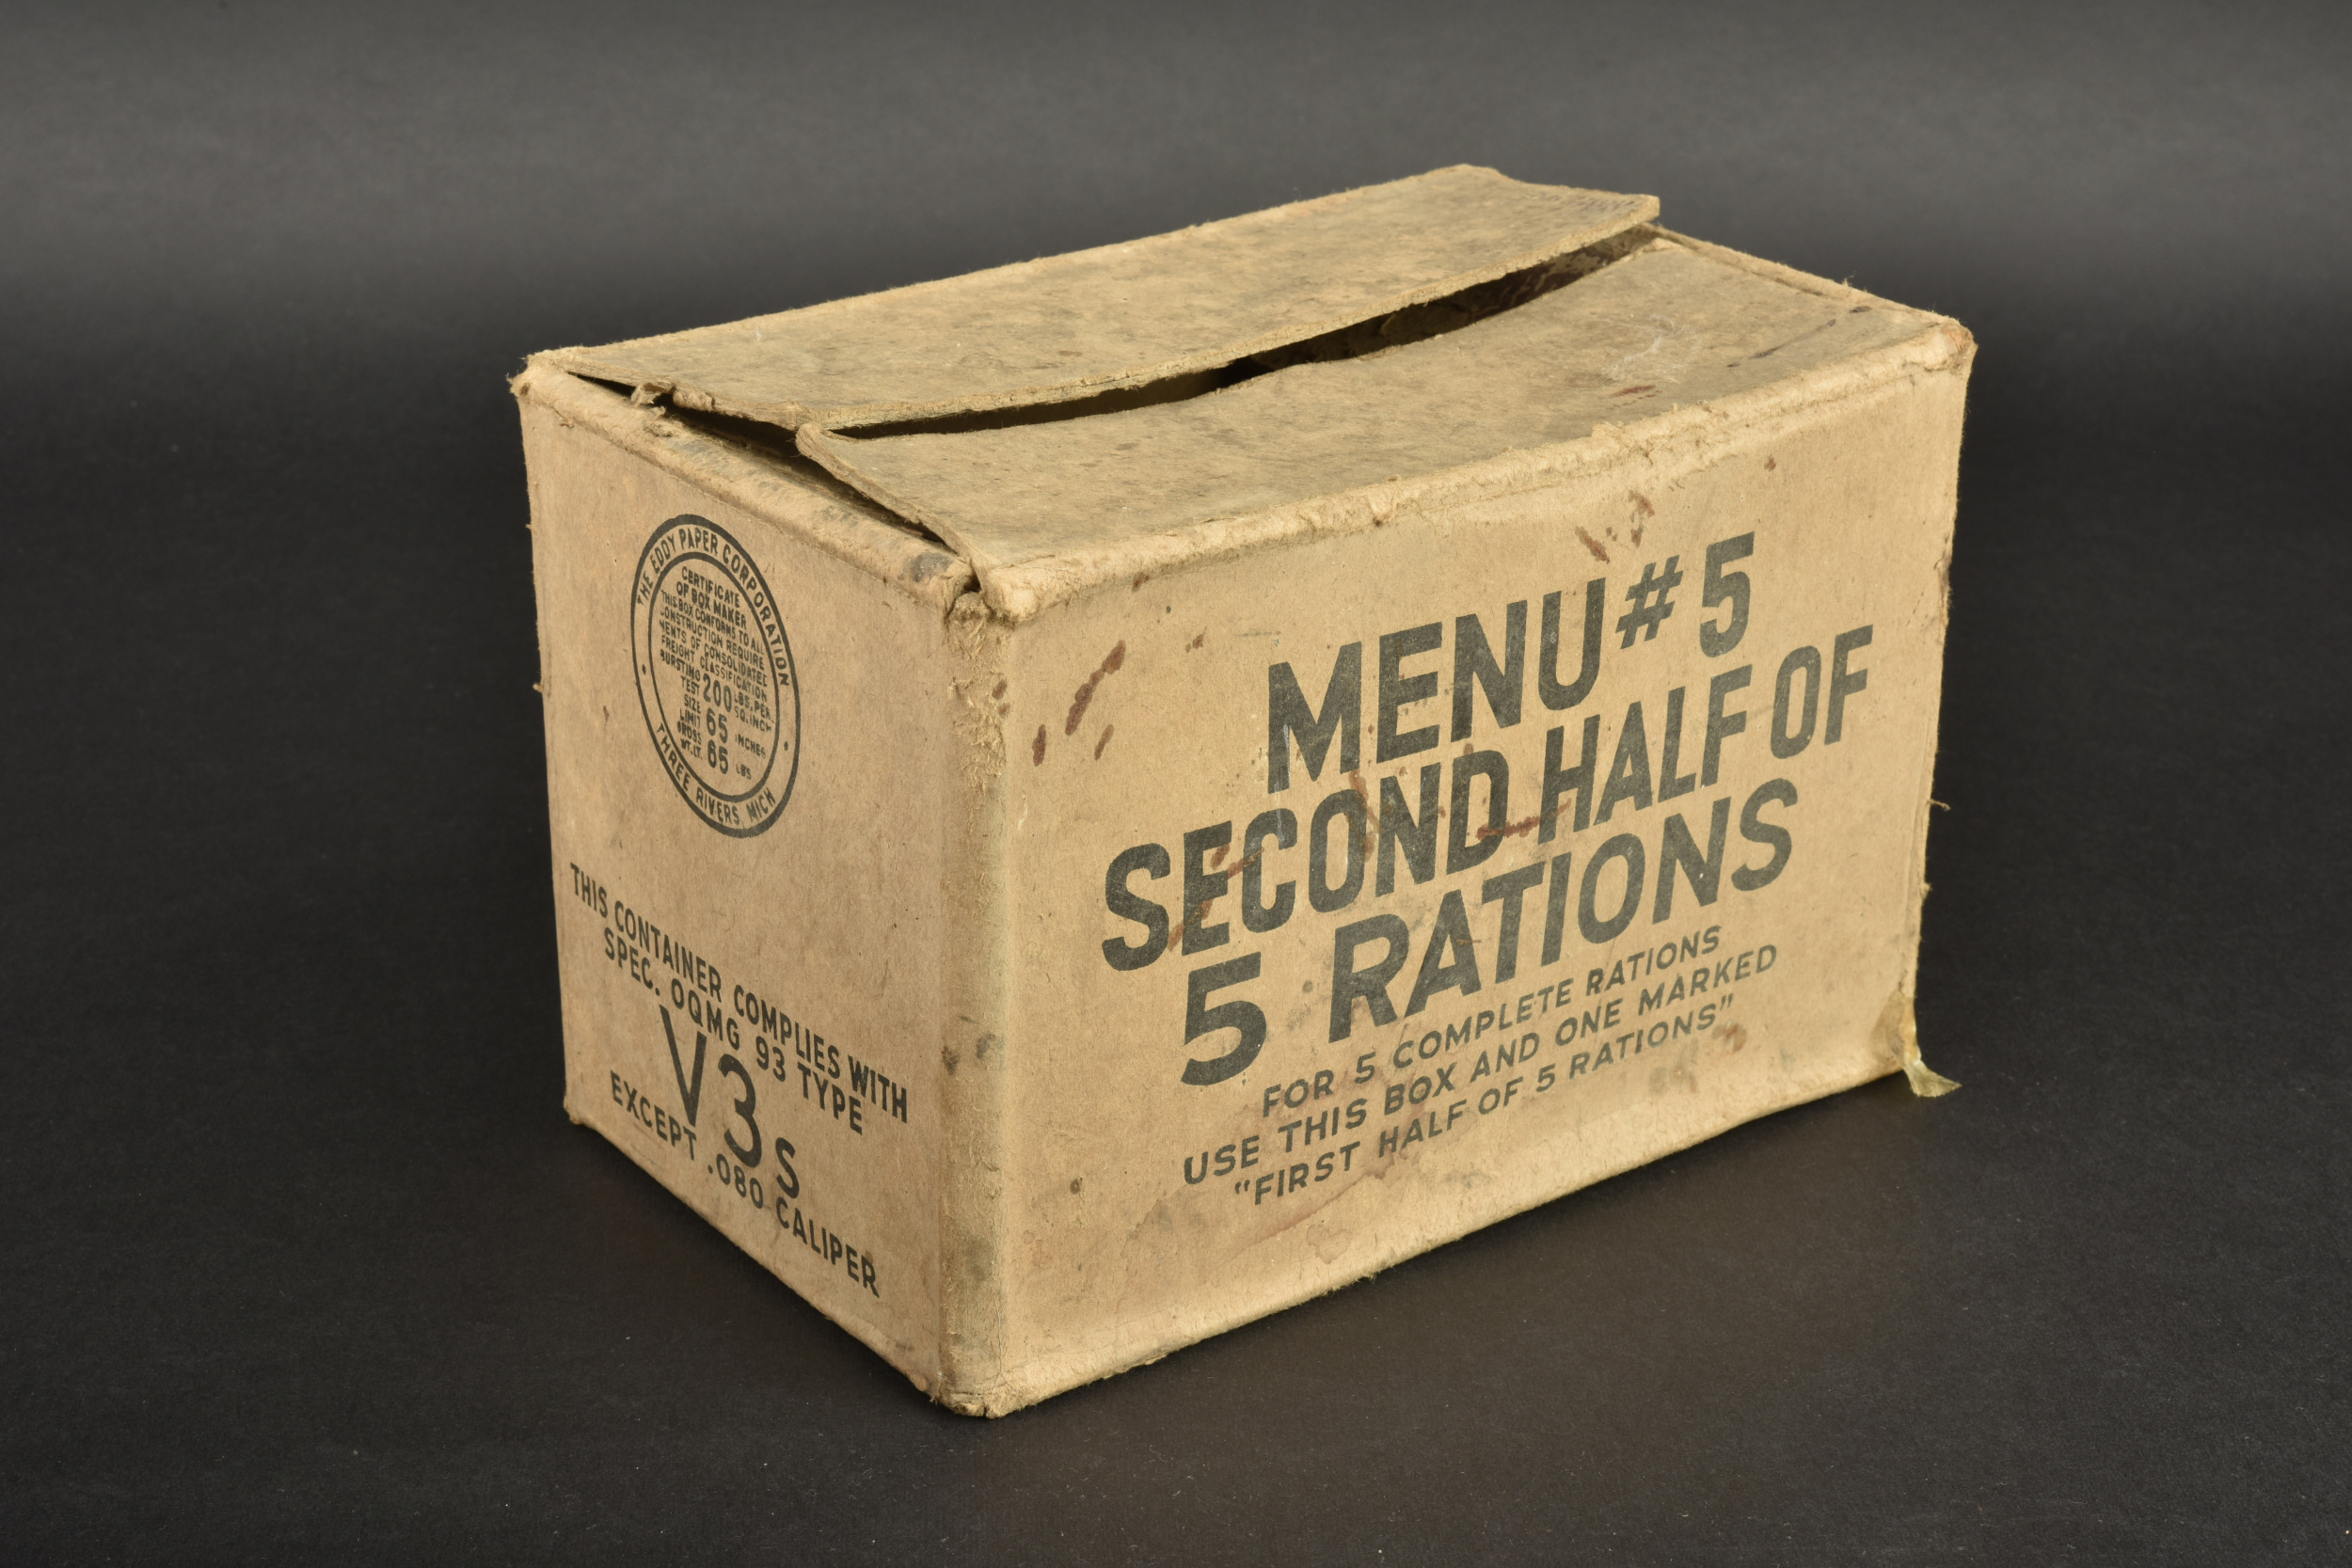 THE EDDY PAPER CORPORATION
CERTIFICATE
OF BOX MAKER
THIS BOX CONFORMS TO ALL
CONSTRUCTION REQUIRE
MENTS OF CONSOLIDATED
FREIGHT CLASSIFICATION
BURSTING TEST 200 LBS. PER SQ. INCH
SIZE LIMIT 65 INCHES
GROSS WT. LT. 65 LBS
THREE RIVERS, MICH
THIS CONTAINER COMPLIES WITH
SPEC. OQMG 93 TYPE
V3s
EXCEPT .080 CALIPER
MENU #5
SECOND HALF OF
5 RATIONS
FOR 5 COMPLETE RATIONS
USE THIS BOX AND ONE MARKED
"FIRST HALF OF 5 RATIONS"